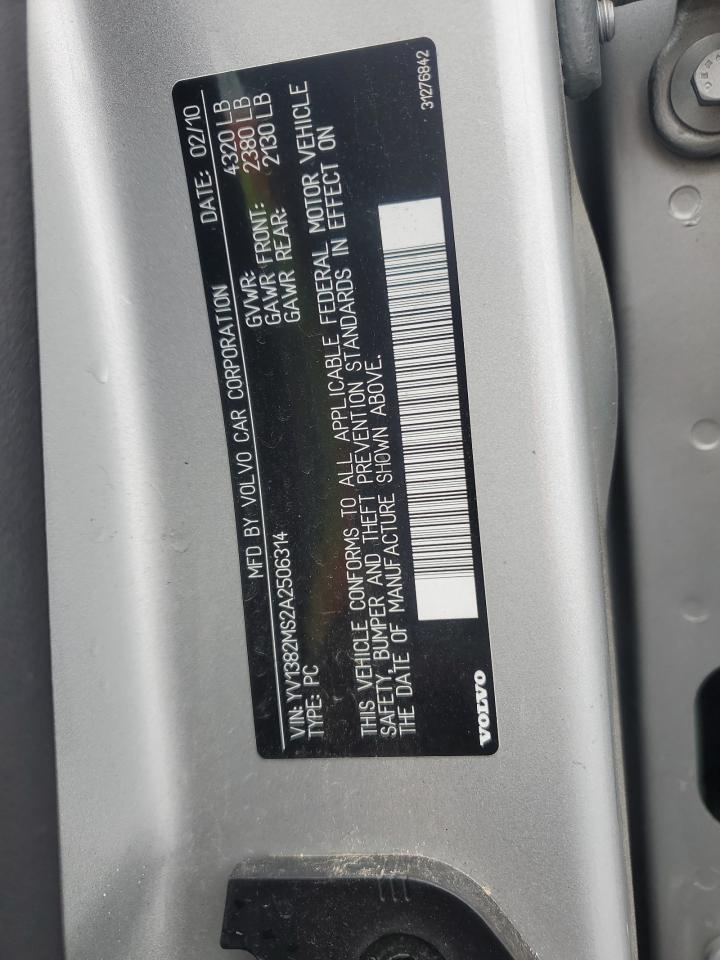 MFD BY VOLVO CAR CORPORATION DATE: 02/10
GVWR: 4320 LB
GAWR FRONT: 2380 LB
GAWR REAR: 2130 LB
VIN: YV1382MS2A2506314
TYPE: PC
THIS VEHICLE CONFORMS TO ALL APPLICABLE FEDERAL MOTOR VEHICLE
SAFETY, BUMPER AND THEFT PREVENTION STANDARDS IN EFFECT ON
THE DATE OF MANUFACTURE SHOWN ABOVE.
31276842
VOLVO